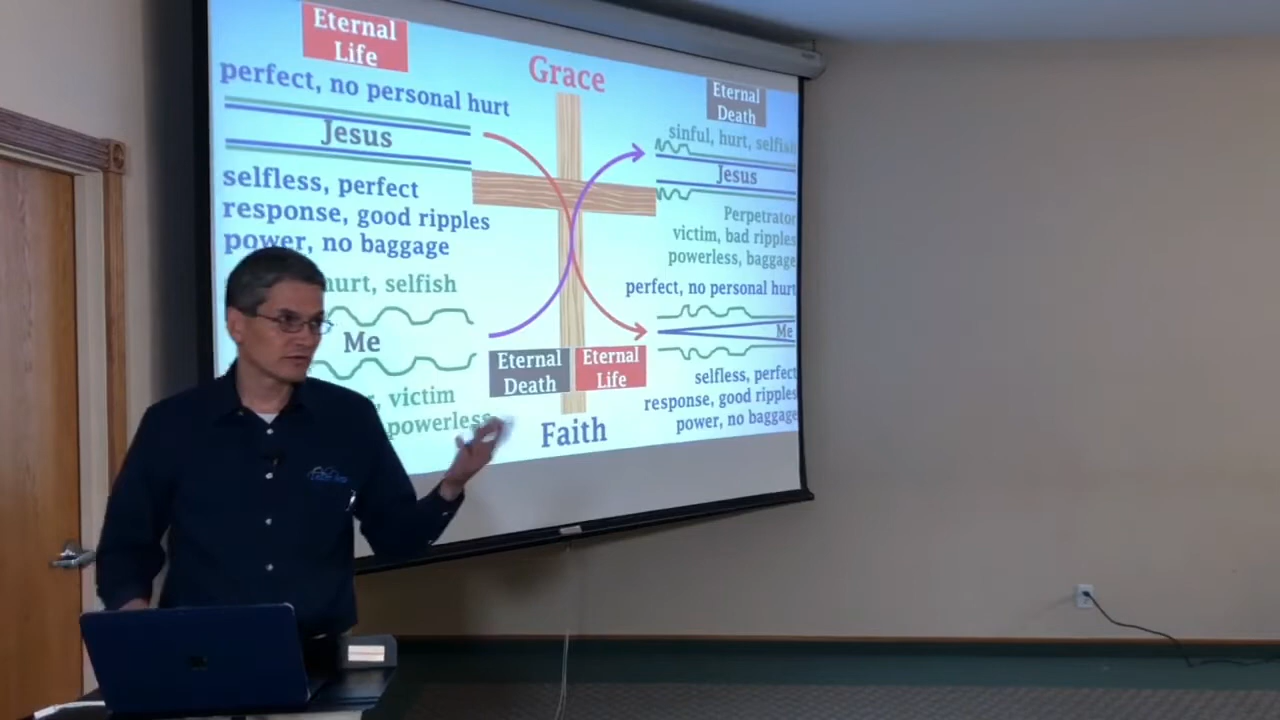 Eternal
Life
perfect, no personal hurt
Jesus
selfless, perfect
response, good ripples
power, no baggage
hurt, selfish
Me
victim
powerless
Grace
Eternal
Death
Eternal
Life
Faith
Eternal
Death
sinful, hurt, selfish
Jesus
Perpetrator
victim, bad ripples
powerless, baggage
perfect, no personal hurt
Me
selfless, perfect
response, good ripples
power, no baggage